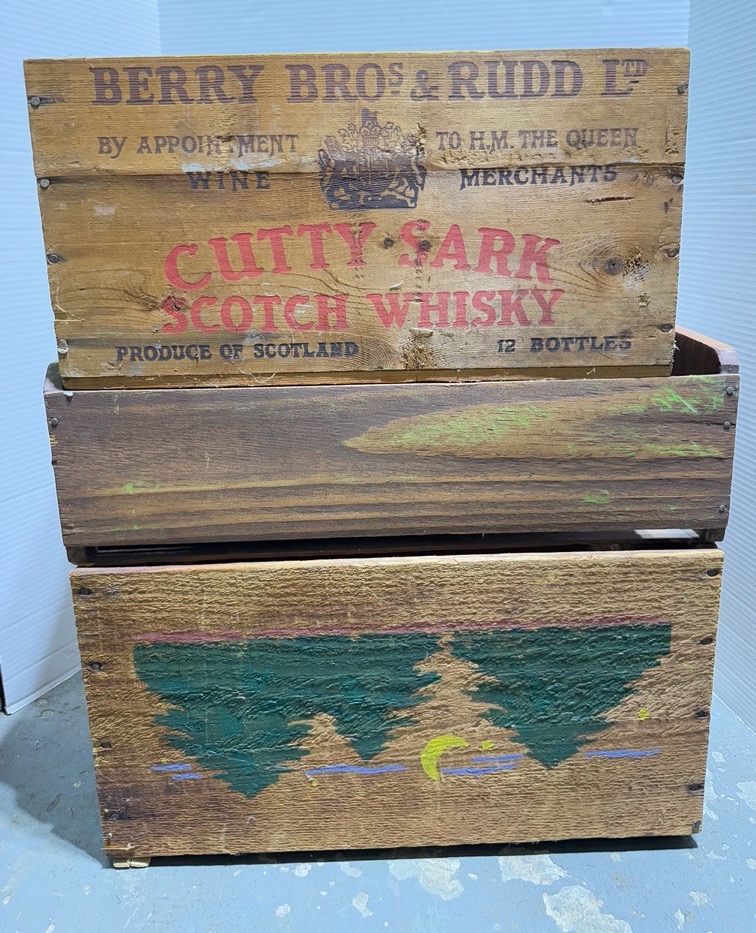 BERRY BROS & RUDD LTD
BY APPOINTMENT TO H.M. THE QUEEN
WINE MERCHANTS
CUTTY SARK
SCOTCH WHISKY
PRODUCE OF SCOTLAND 12 BOTTLES